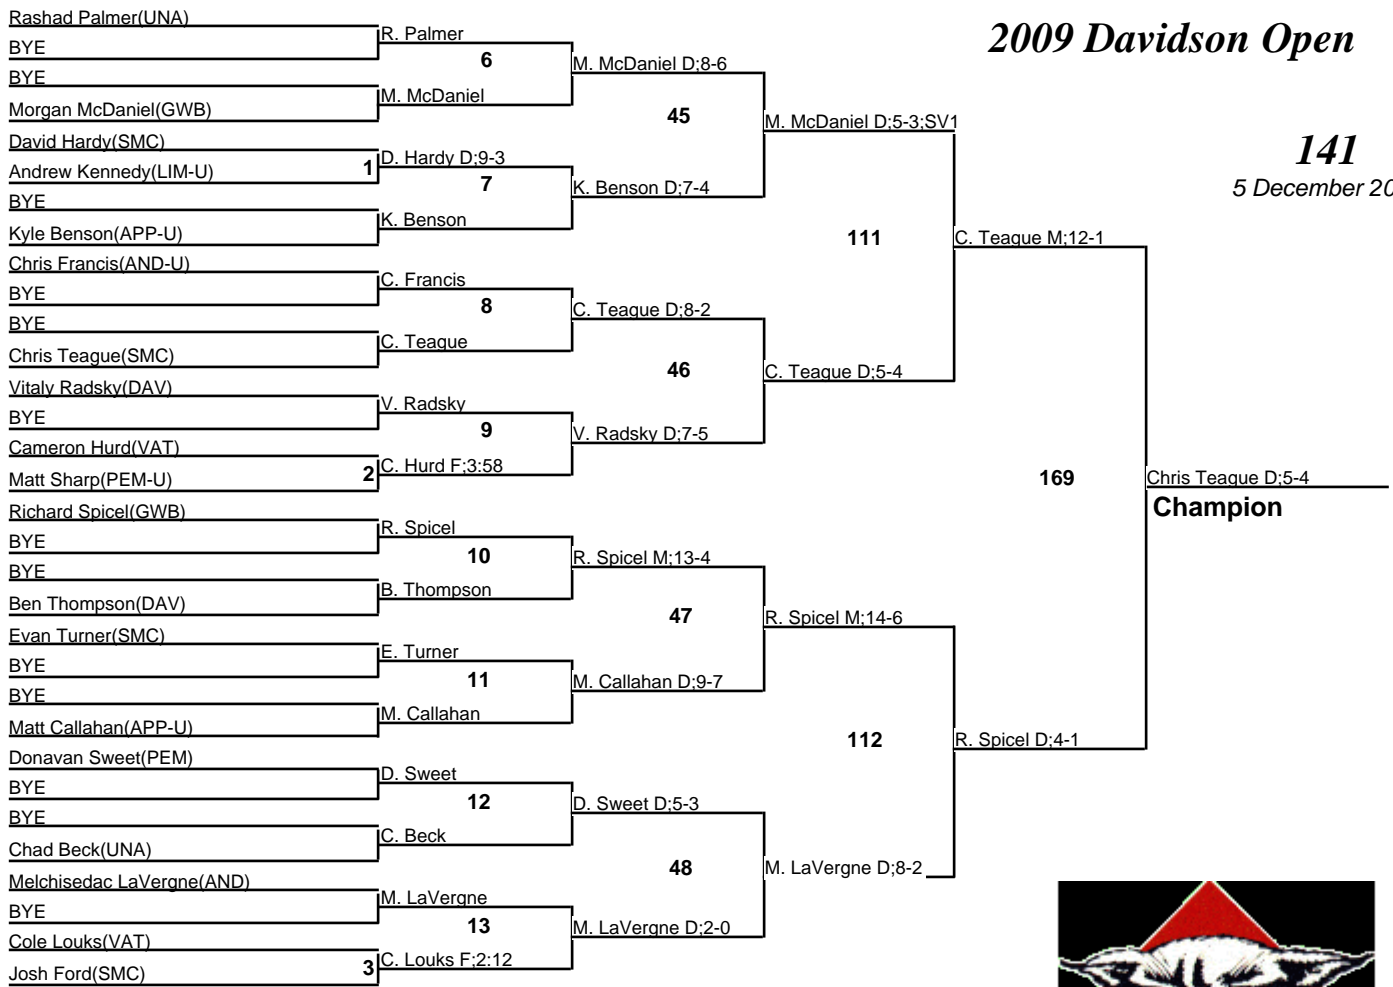 2009 Davidson Open
141
5 December 20
Rashad Palmer(UNA)
BYE
BYE
Morgan McDaniel(GWB)
David Hardy(SMC)
Andrew Kennedy(LIM-U)
BYE
Kyle Benson(APP-U)
Chris Francis(AND-U)
BYE
BYE
Chris Teague(SMC)
Vitaly Radsky(DAV)
BYE
Cameron Hurd(VAT)
Matt Sharp(PEM-U)
Richard Spicel(GWB)
BYE
BYE
Ben Thompson(DAV)
Evan Turner(SMC)
BYE
BYE
Matt Callahan(APP-U)
Donavan Sweet(PEM)
BYE
BYE
Chad Beck(UNA)
Melchisedac LaVergne(AND)
BYE
Cole Louks(VAT)
Josh Ford(SMC)
R. Palmer
6
M. McDaniel
1
D. Hardy D;9-3
7
K. Benson
C. Francis
8
C. Teague
V. Radsky
9
2
C. Hurd F;3:58
R. Spicel
10
B. Thompson
E. Turner
11
M. Callahan
D. Sweet
12
C. Beck
M. LaVergne
13
3
C. Louks F;2:12
M. McDaniel D;8-6
45
K. Benson D;7-4
C. Teague D;8-2
46
V. Radsky D;7-5
R. Spicel M;13-4
47
M. Callahan D;9-7
D. Sweet D;5-3
48
M. LaVergne D;2-0
M. McDaniel D;5-3;SV1
111
C. Teague D;5-4
R. Spicel M;14-6
112
M. LaVergne D;8-2
C. Teague M;12-1
169
R. Spicel D;4-1
Chris Teague D;5-4
Champion